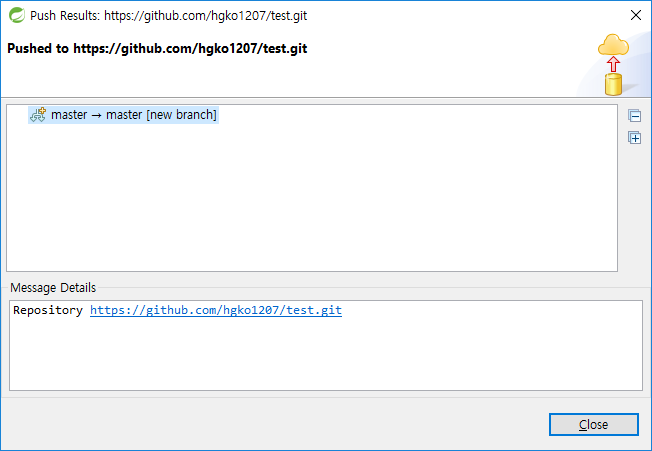 Push Results: https://github.com/hgko1207/test.git
Pushed to https://github.com/hgko1207/test.git
master → master [new branch]
Message Details
Repository https://github.com/hgko1207/test.git
Close